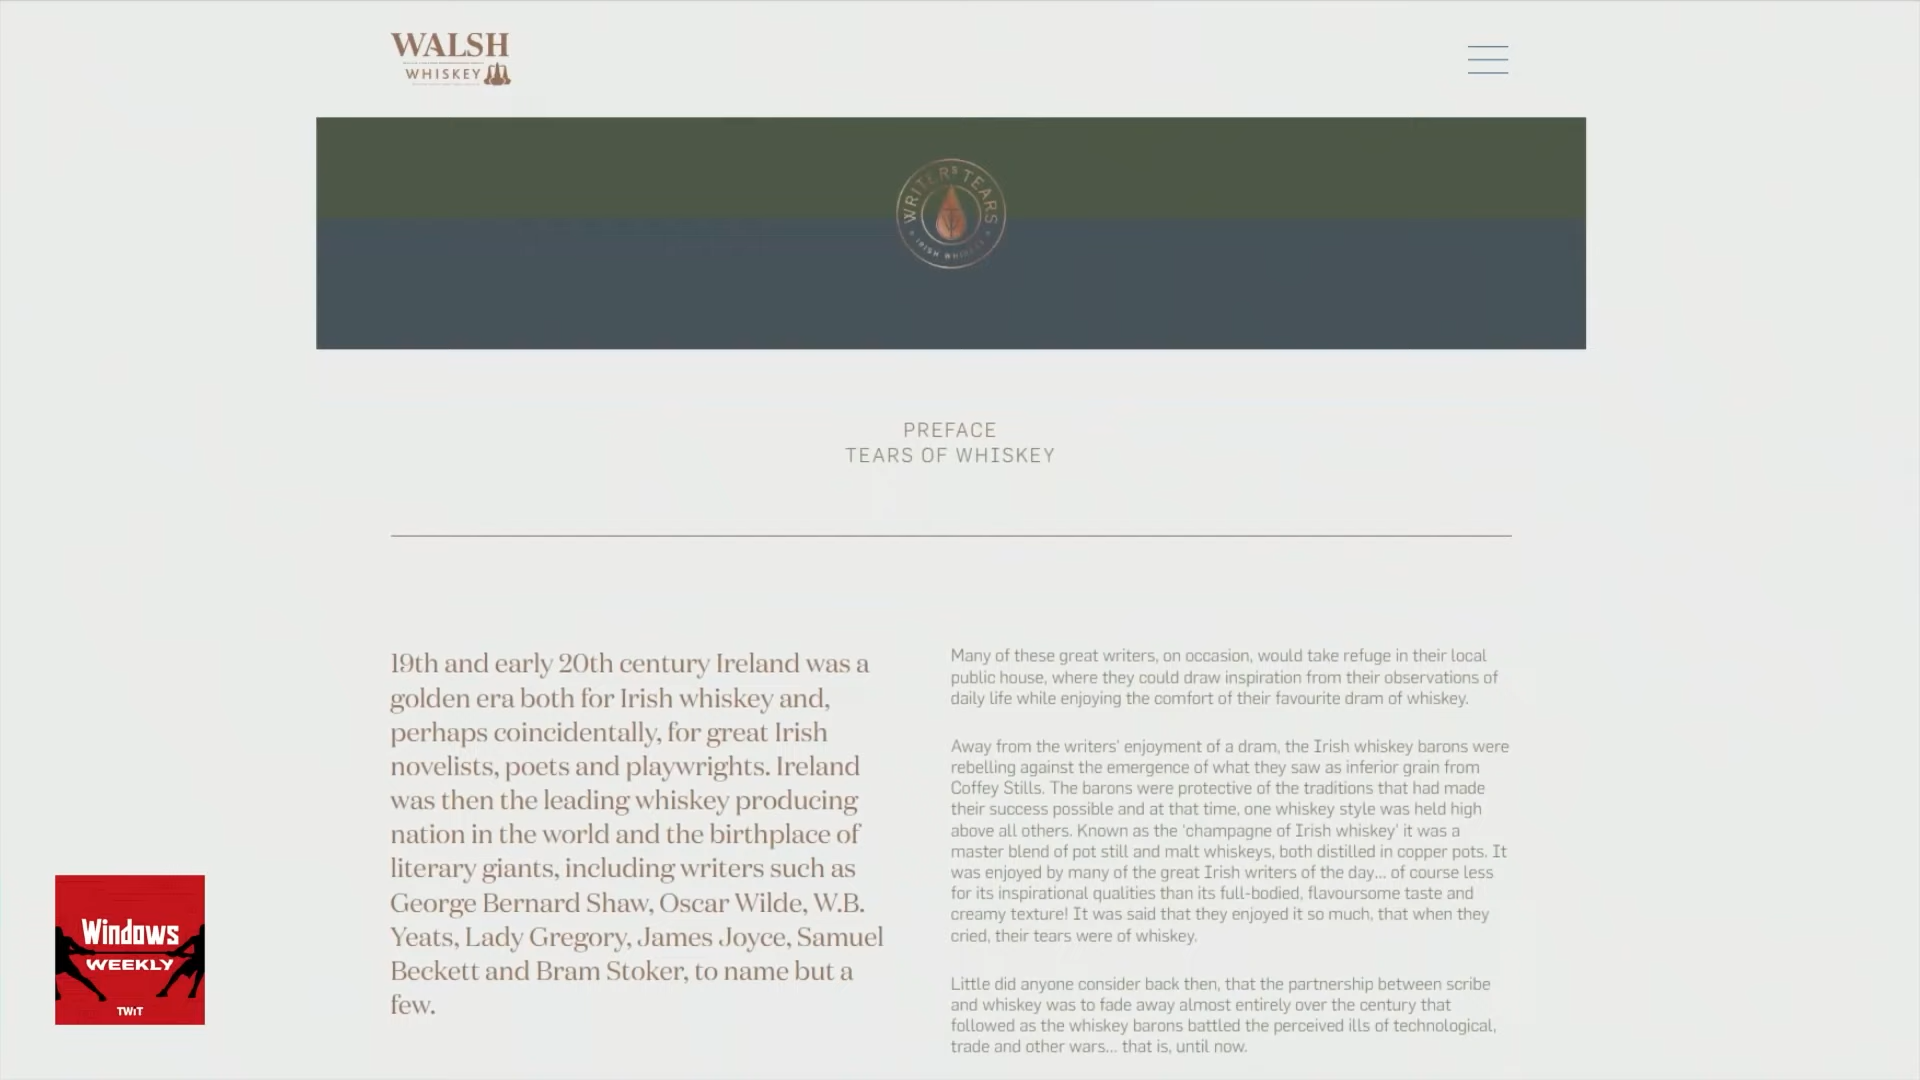 WALSH
WHISKEY
WRITERS TEARS
IRISH WHISKEY
PREFACE
TEARS OF WHISKEY
19th and early 20th century Ireland was a
golden era both for Irish whiskey and,
perhaps coincidentally, for great Irish
novelists, poets and playwrights. Ireland
was then the leading whiskey producing
nation in the world and the birthplace of
literary giants, including writers such as
George Bernard Shaw, Oscar Wilde, W.B.
Yeats, Lady Gregory, James Joyce, Samuel
Beckett and Bram Stoker, to name but a
few.
Many of these great writers, on occasion, would take refuge in their local
public house, where they could draw inspiration from their observations of
daily life while enjoying the comfort of their favourite dram of whiskey.
Away from the writers' enjoyment of a dram, the Irish whiskey barons were
rebelling against the emergence of what they saw as inferior grain from
Coffey Stills. The barons were protective of the traditions that had made
their success possible and at that time, one whiskey style was held high
above all others. Known as the 'champagne of Irish whiskey' it was a
master blend of pot still and malt whiskeys, both distilled in copper pots. It
was enjoyed by many of the great Irish writers of the day... of course less
for its inspirational qualities than its full-bodied, flavoursome taste and
creamy texture! It was said that they enjoyed it so much, that when they
cried, their tears were of whiskey.
Little did anyone consider back then, that the partnership between scribe
and whiskey was to fade away almost entirely over the century that
followed as the whiskey barons battled the perceived ills of technological,
trade and other wars... that is, until now.
Windows
WEEKLY
TWiT